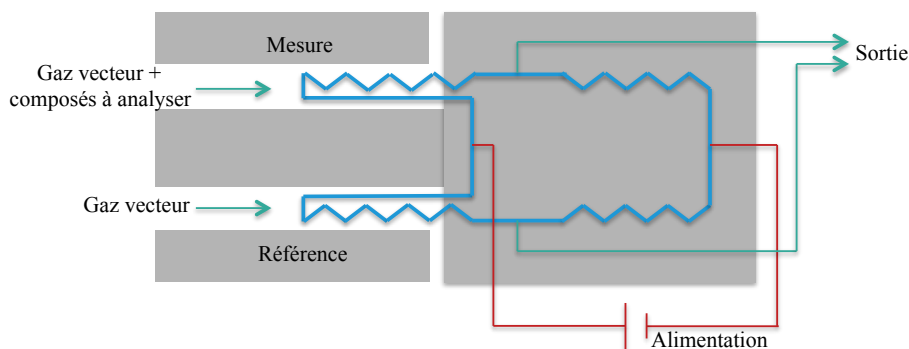 Mesure
Gaz vecteur +
composés à analyser
Sortie
Gaz vecteur
Référence
Alimentation